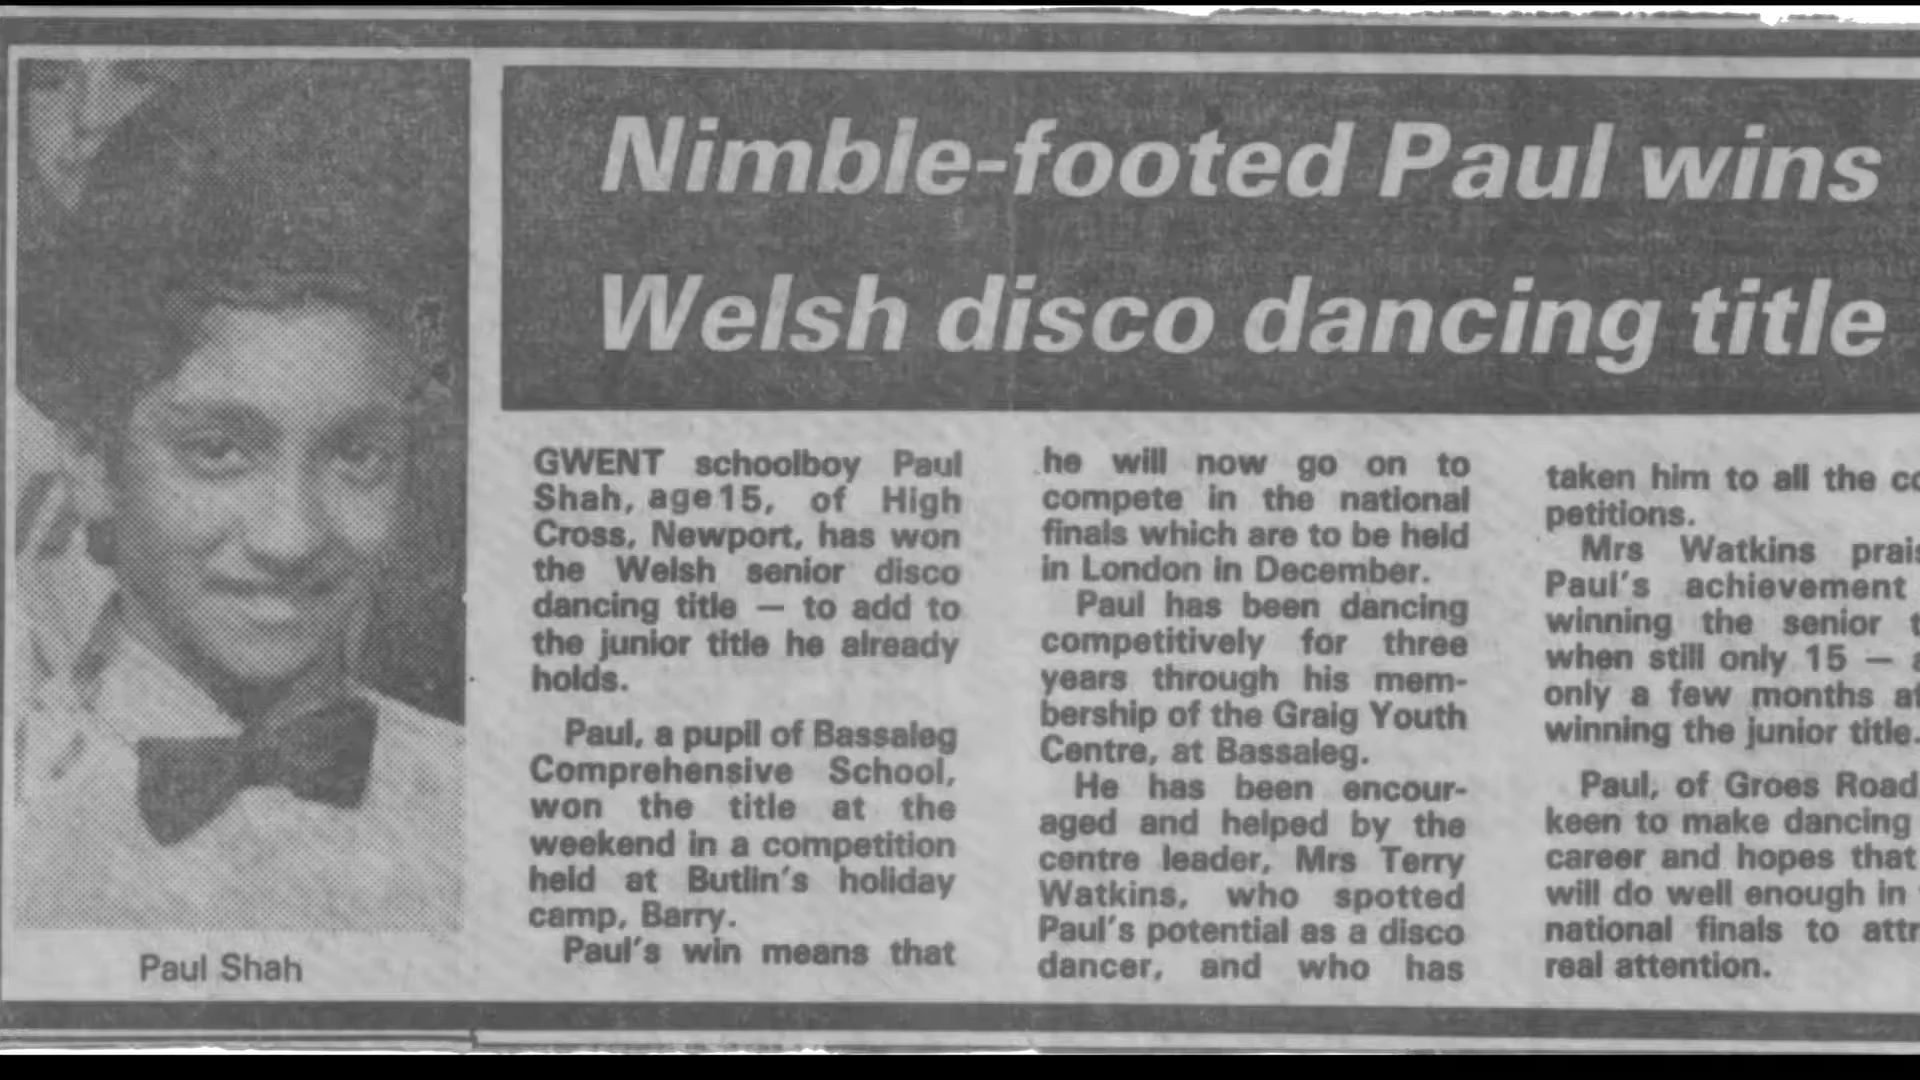 Nimble-footed Paul wins
Welsh disco dancing title
GWENT schoolboy Paul
Shah, age 15, of High
Cross, Newport, has won
the Welsh senior disco
dancing title — to add to
the junior title he already
holds.
Paul, a pupil of Bassaleg
Comprehensive School,
won the title at the
weekend in a competition
held at Butlin's holiday
camp, Barry.
Paul's win means that
he will now go on to
compete in the national
finals which are to be held
in London in December.
Paul has been dancing
competitively for three
years through his mem-
bership of the Graig Youth
Centre, at Bassaleg.
He has been encour-
aged and helped by the
centre leader, Mrs Terry
Watkins, who spotted
Paul's potential as a disco
dancer, and who has
taken him to all the
petitions.
Mrs Watkins
Paul's achievement
winning the senior
when still only 15 —
only a few months
winning the junior title.
Paul, of Groes Road
keen to make dancing
career and hopes that
will do well enough in
national finals to
real attention.
Paul Shah